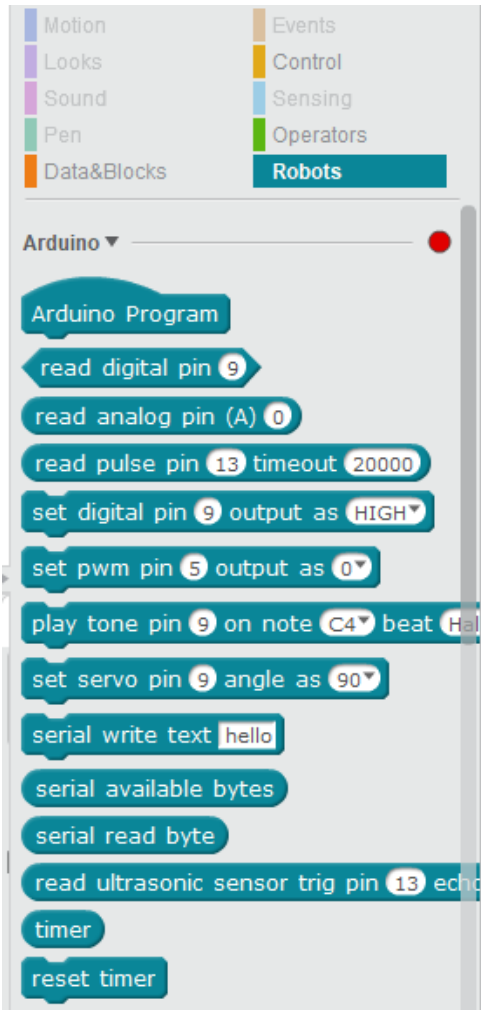 Motion Events
Looks Control
Sound Sensing
Pen Operators
Data&Blocks Robots
Arduino
Arduino Program
read digital pin 9
read analog pin (A) 0
read pulse pin 13 timeout 20000
set digital pin 9 output as HIGH
set pwm pin 5 output as 0
play tone pin 9 on note C4 beat Hal
set servo pin 9 angle as 90
serial write text hello
serial available bytes
serial read byte
read ultrasonic sensor trig pin 13 echo
timer
reset timer